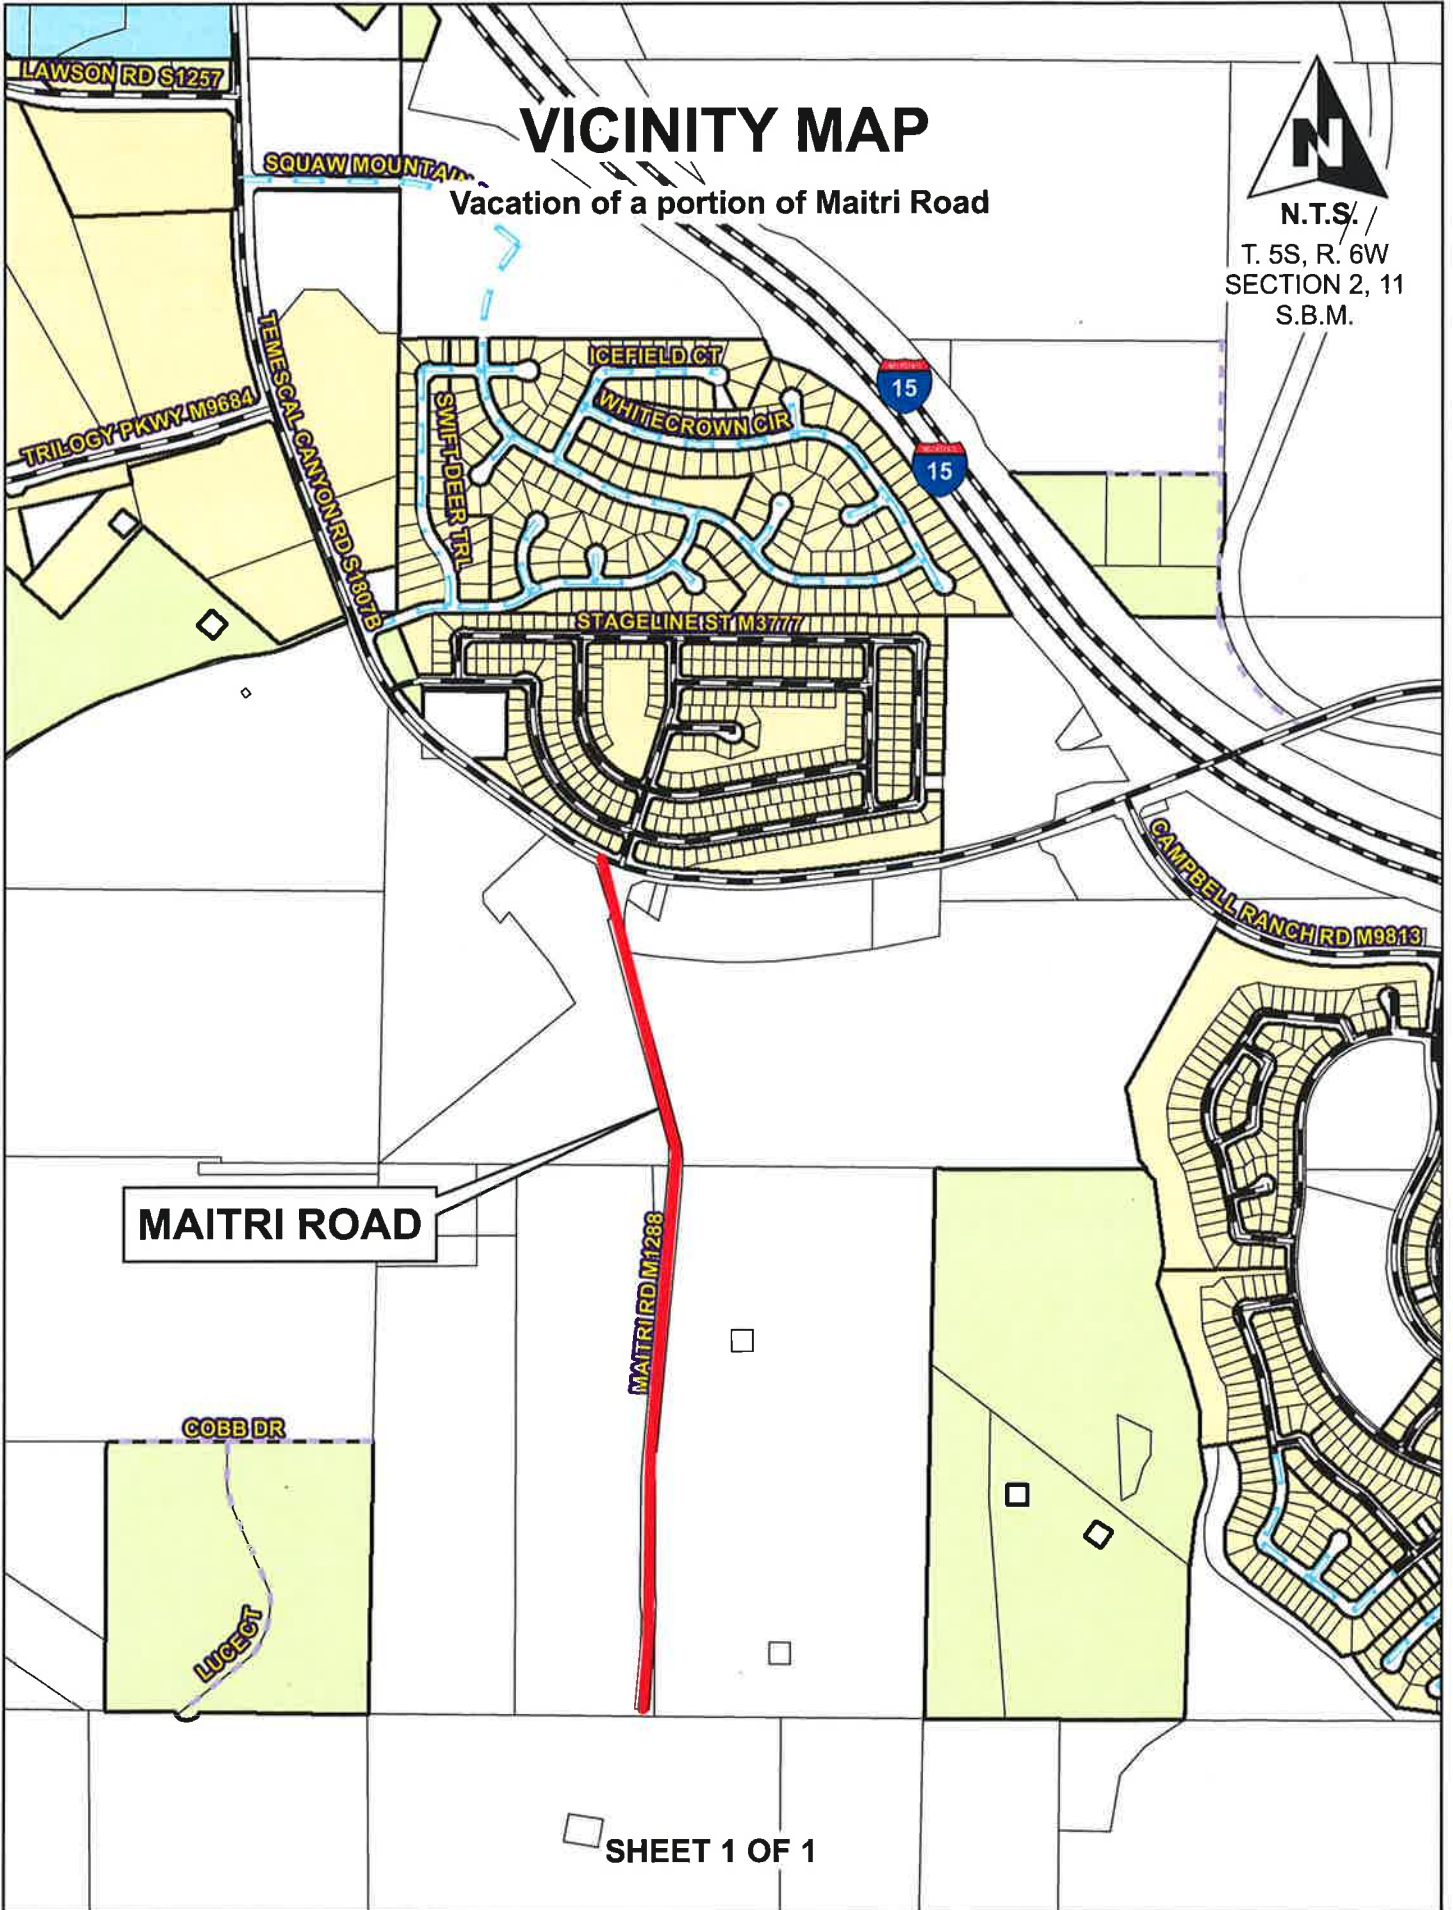 LAWSON RD S1257
VICINITY MAP
SQUAW MOUNTAIN
Vacation of a portion of Maitri Road
N
N.T.S.
T. 5S, R. 6W
SECTION 2, 11
S.B.M.
TEMESCAL CANYON RD S1807B
ICEFIELD CT
15
TRILOGY PKWY M9684
SWIFT DEER TRL
WHITECROWN CIR
15
STAGELINE ST M3777
CAMPBELL RANCH RD M9813
MAITRI ROAD
MAITRI RD M1288
COBB DR
LUCE CT
SHEET 1 OF 1